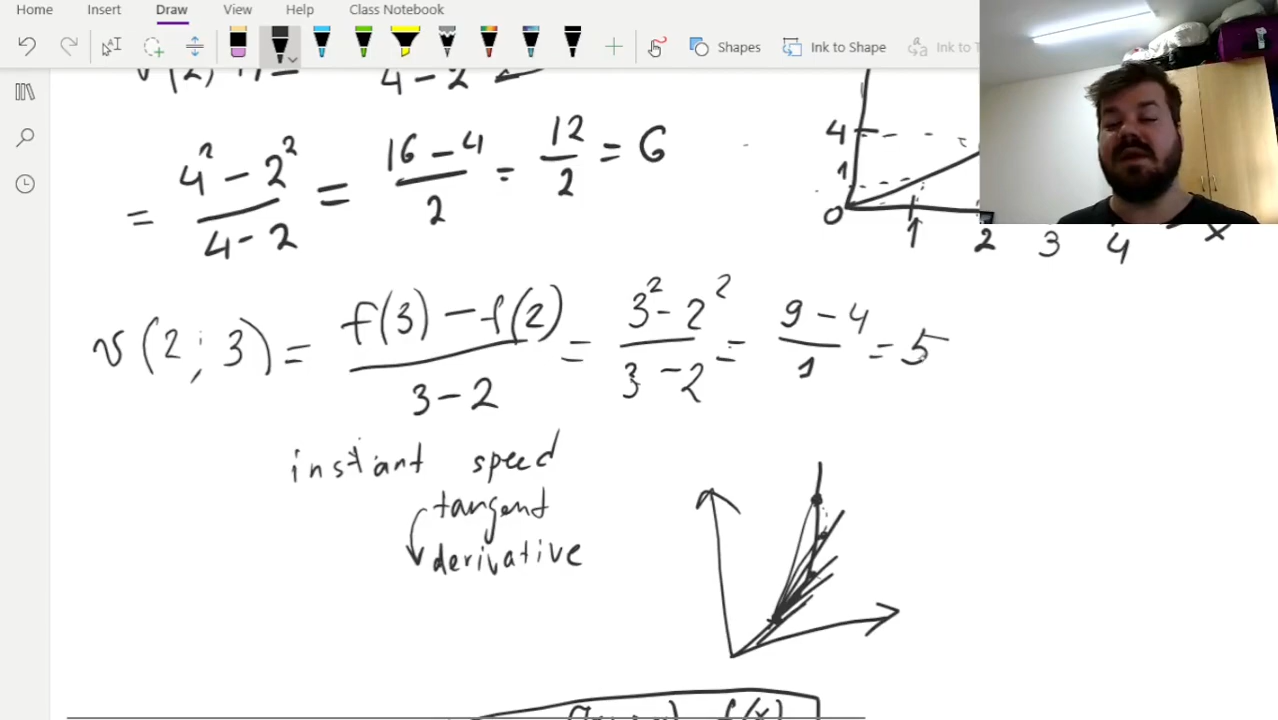 Home Insert Draw View Help Class Notebook
Shapes Ink to Shape Ink to T
4 - 2
= 4² - 2² / 4 - 2 = 16 - 4 / 2 = 12 / 2 = 6
4
1
0 1 2 3 4 x
v(2; 3) = f(3) - f(2) / 3 - 2 = 3² - 2² / 3 - 2 = 9 - 4 / 1 = 5
instant speed
tangent
derivative
f(x)